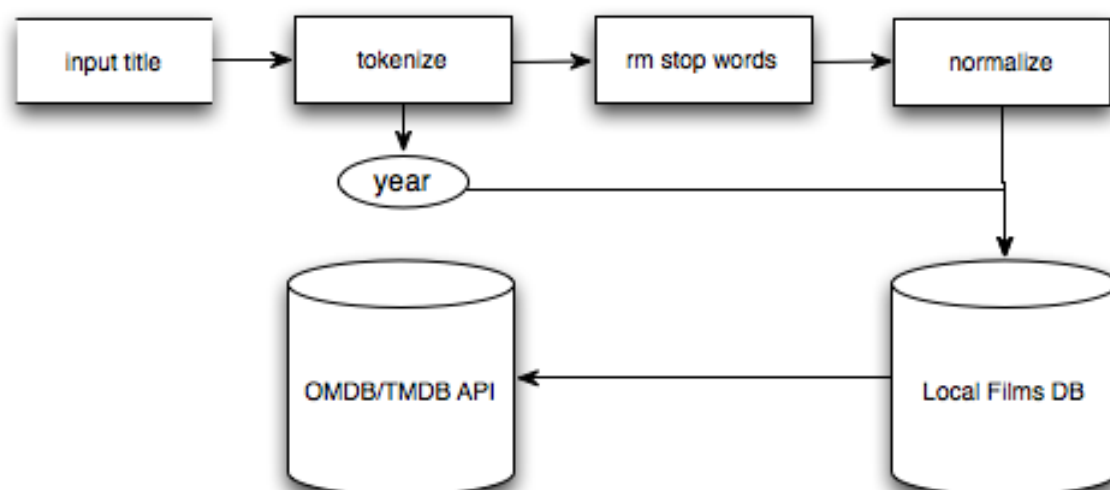 input title
tokenize
rm stop words
normalize
year
OMDB/TMDB API
Local Films DB